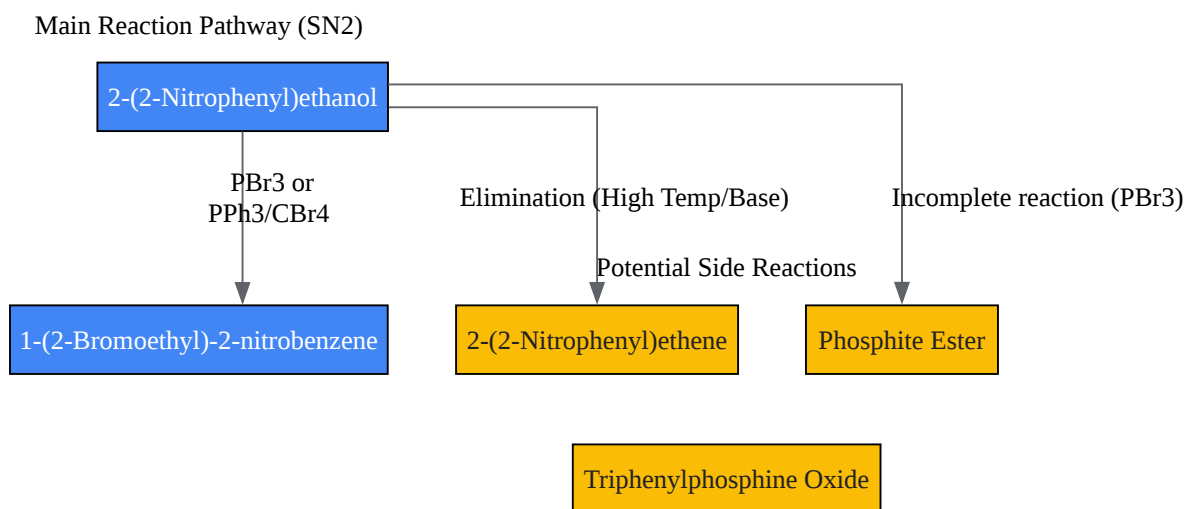 Main Reaction Pathway (SN2)
2-(2-Nitrophenyl)ethanol
PBr3 or
PPh3/CBr4
Elimination (High Temp/Base)
Incomplete reaction (PBr3)
Potential Side Reactions
1-(2-Bromoethyl)-2-nitrobenzene
2-(2-Nitrophenyl)ethene
Phosphite Ester
Triphenylphosphine Oxide